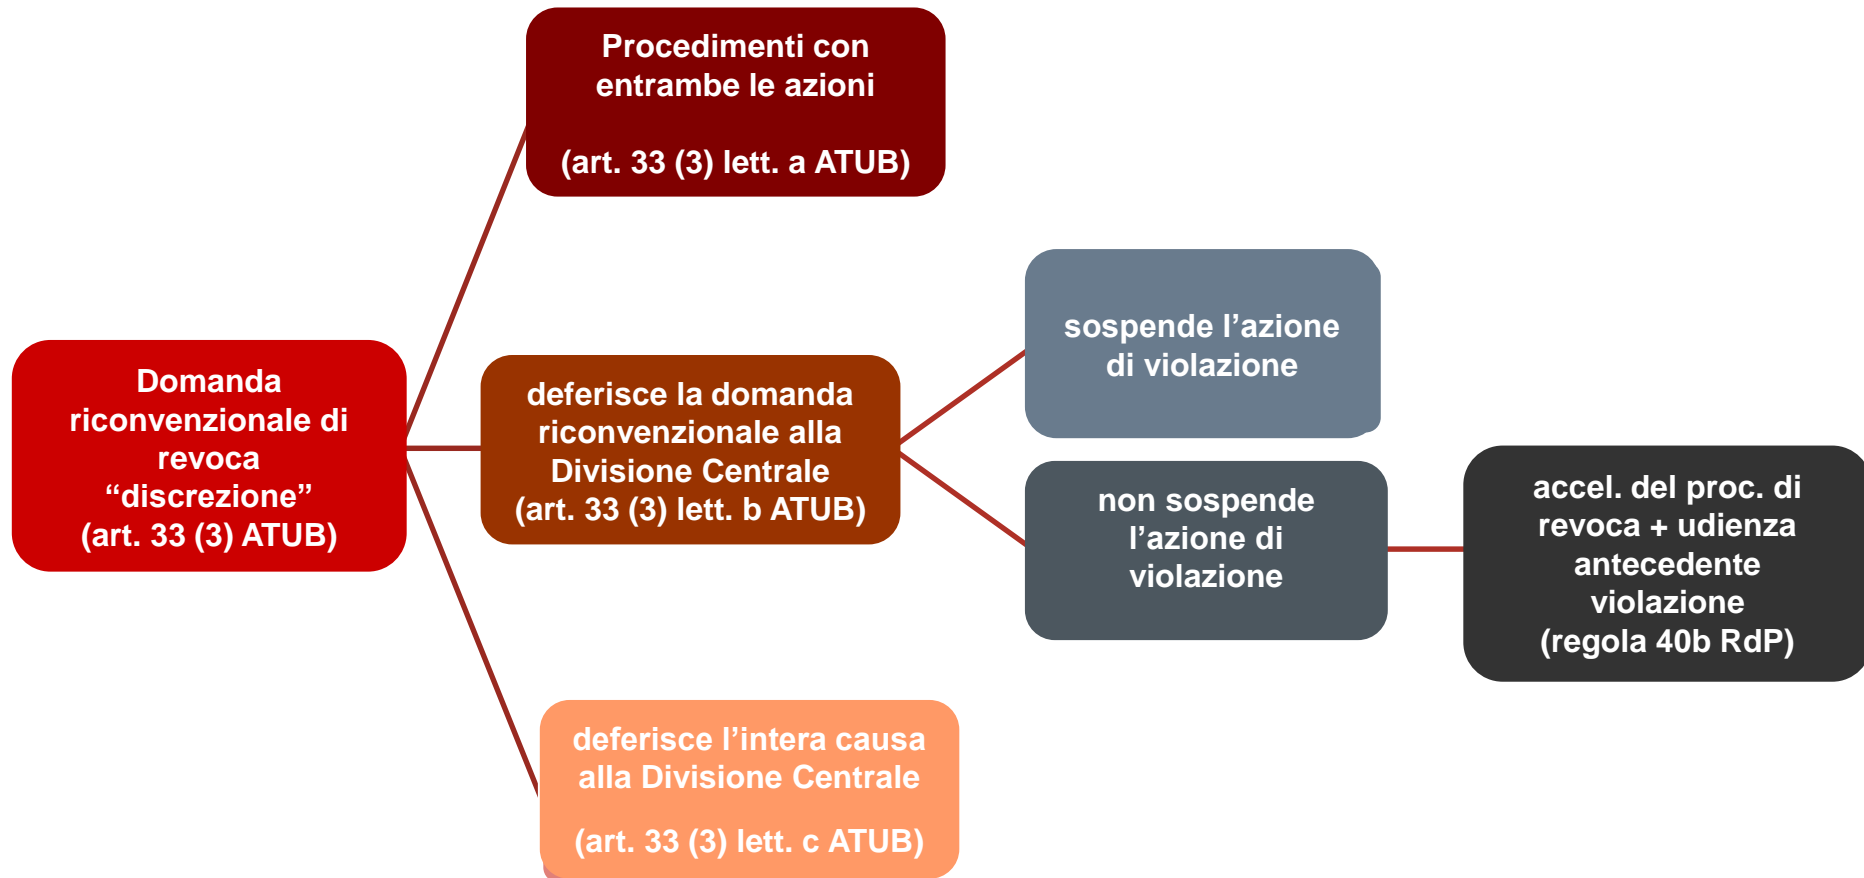 Procedimenti con
entrambe le azioni
(art. 33 (3) lett. a ATUB)
Domanda
riconvenzionale di
revoca
“discrezione”
(art. 33 (3) ATUB)
deferisce la domanda
riconvenzionale alla
Divisione Centrale
(art. 33 (3) lett. b ATUB)
sospende l’azione
di violazione
non sospende
l’azione di
violazione
accel. del proc. di
revoca + udienza
antecedente
violazione
(regola 40b RdP)
deferisce l’intera causa
alla Divisione Centrale
(art. 33 (3) lett. c ATUB)